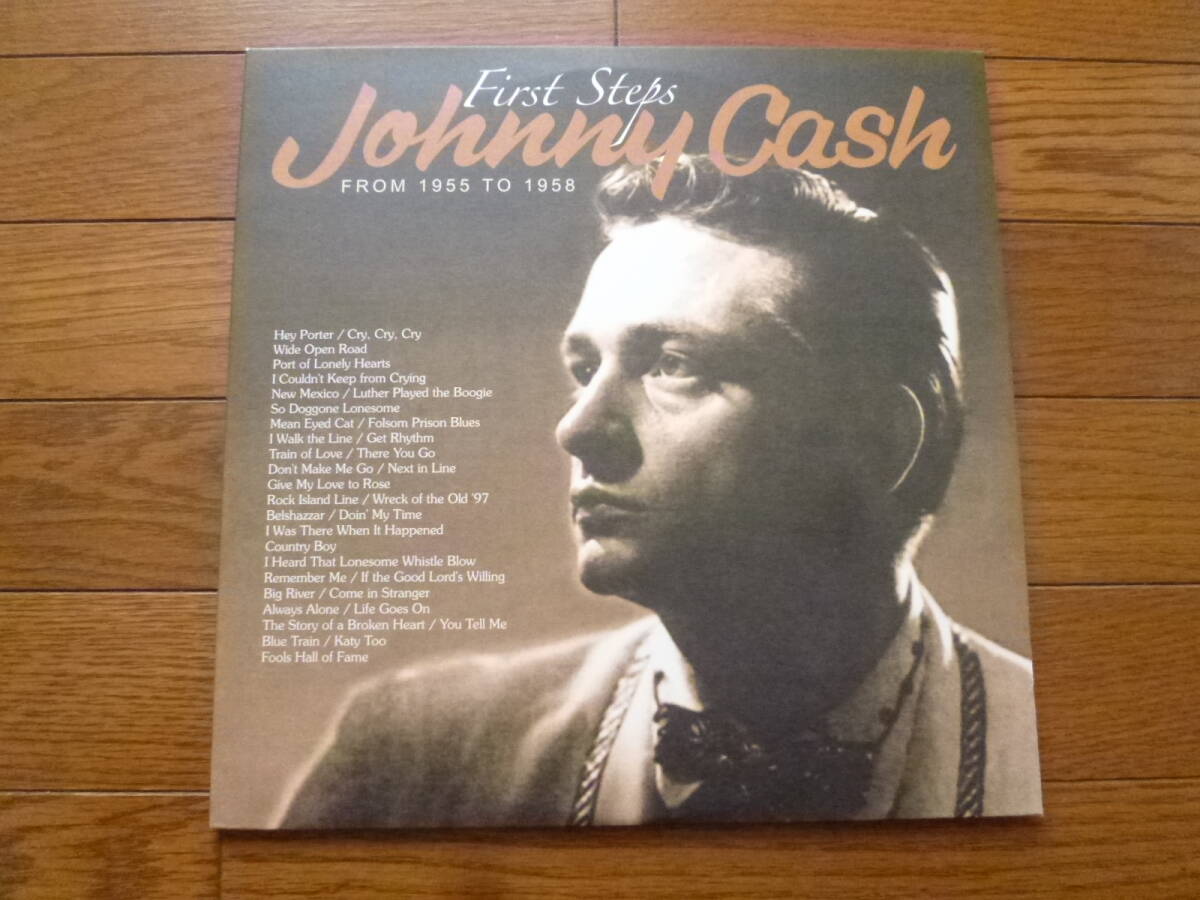 First Steps
Johnny Cash
FROM 1955 TO 1958
Hey Porter / Cry, Cry, Cry
Wide Open Road
Port of Lonely Hearts
I Couldn't Keep from Crying
New Mexico / Luther Played the Boogie
So Doggone Lonesome
Mean Eyed Cat / Folsom Prison Blues
I Walk the Line / Get Rhythm
Train of Love / There You Go
Don't Make Me Go / Next in Line
Give My Love to Rose
Rock Island Line / Wreck of the Old '97
Belshazzar / Doin' My Time
I Was There When It Happened
Country Boy
I Heard That Lonesome Whistle Blow
Remember Me / If the Good Lord's Willing
Big River / Come in Stranger
Always Alone / Life Goes On
The Story of a Broken Heart / You Tell Me
Blue Train / Katy Too
Fools Hall of Fame